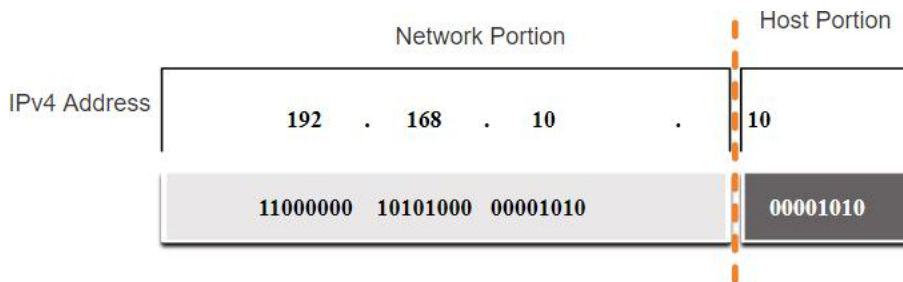 Network Portion
Host Portion
IPv4 Address
192 . 168 . 10 . 10
11000000 10101000 00001010 00001010